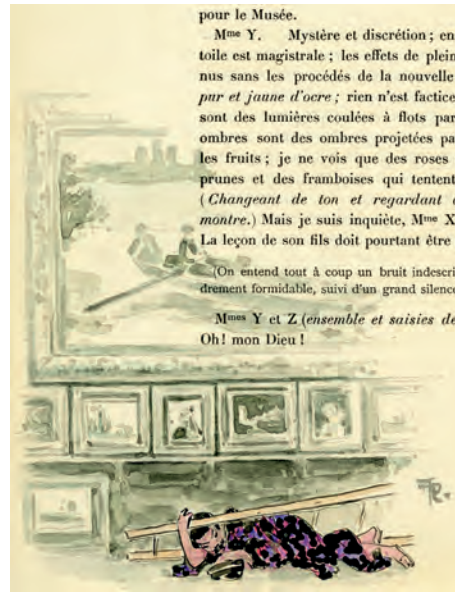 pour le Musée.
Mme Y. Mystère et discrétion ; en
toile est magistrale ; les effets de plein
nus sans les procédés de la nouvelle
pur et jaune d'ocre ; rien n'est factice
sont des lumières coulées à flots par
ombres sont des ombres projetées pa
les fruits ; je ne vois que des roses
prunes et des framboises qui tentent
(Changeant de ton et regardant
montre.) Mais je suis inquiète, Mme X
La leçon de son fils doit pourtant être
(On entend tout à coup un bruit indescri
drement formidable, suivi d'un grand silence
Mmes Y et Z (ensemble et saisies de
Oh ! mon Dieu !